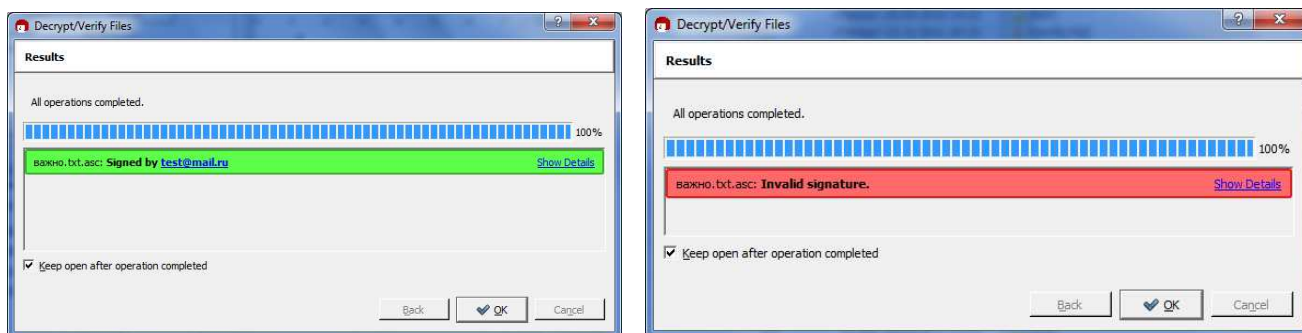 Decrypt/Verify Files
Results
All operations completed.
100%
важно.txt.asc: Signed by test@mail.ru Show Details
Keep open after operation completed
Back OK Cancel
Decrypt/Verify Files
Results
All operations completed.
100%
важно.txt.asc: Invalid signature. Show Details
Keep open after operation completed
Back OK Cancel